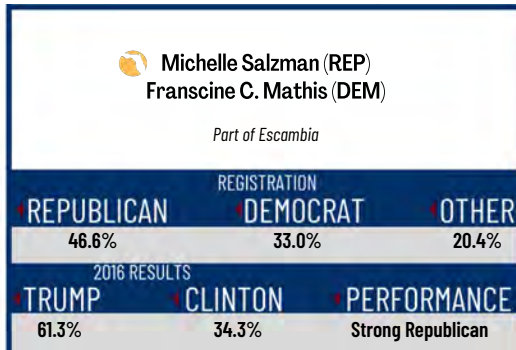 Michelle Salzman (REP)
Franscine C. Mathis (DEM)
Part of Escambia
REGISTRATION
REPUBLICAN DEMOCRAT OTHER
46.6% 33.0% 20.4%
2016 RESULTS
TRUMP CLINTON PERFORMANCE
61.3% 34.3% Strong Republican